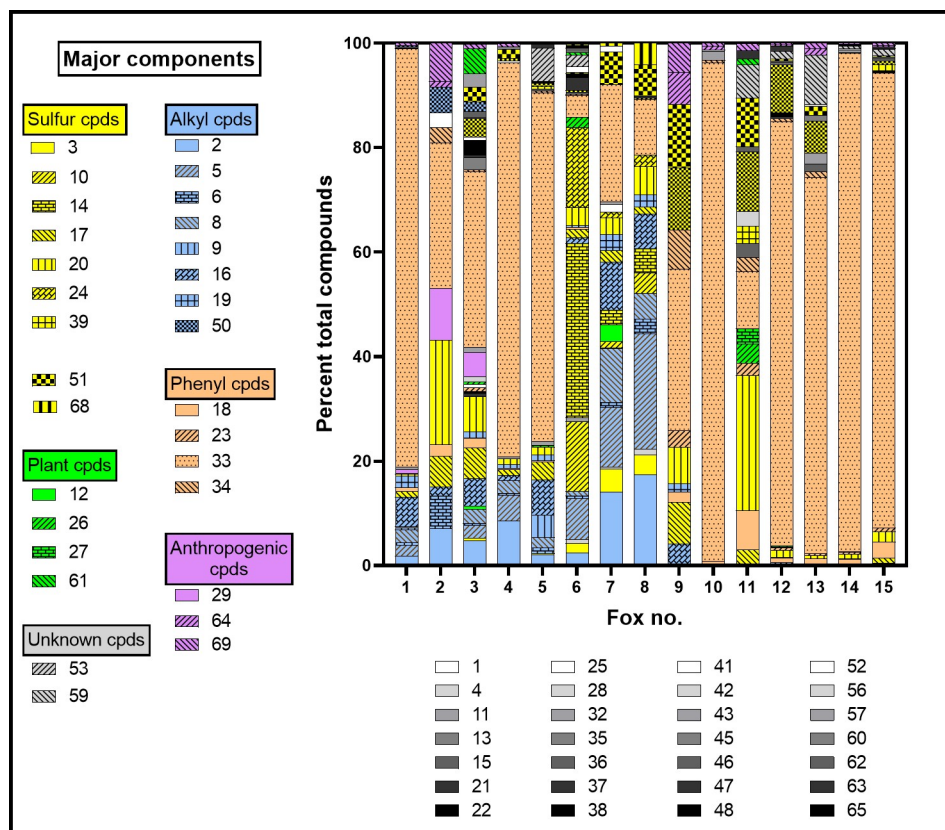 Major components
Sulfur cpds
3
10
14
17
20
24
39
51
68
Plant cpds
12
26
27
61
Unknown cpds
53
59
Alkyl cpds
2
5
6
8
9
16
19
50
Phenyl cpds
18
23
33
34
Anthropogenic
cpds
29
64
69
Percent total compounds
100
80
60
40
20
0
1 2 3 4 5 6 7 8 9 10 11 12 13 14 15
Fox no.
1 25 41 52
4 28 42 56
11 32 43 57
13 35 45 60
15 36 46 62
21 37 47 63
22 38 48 65